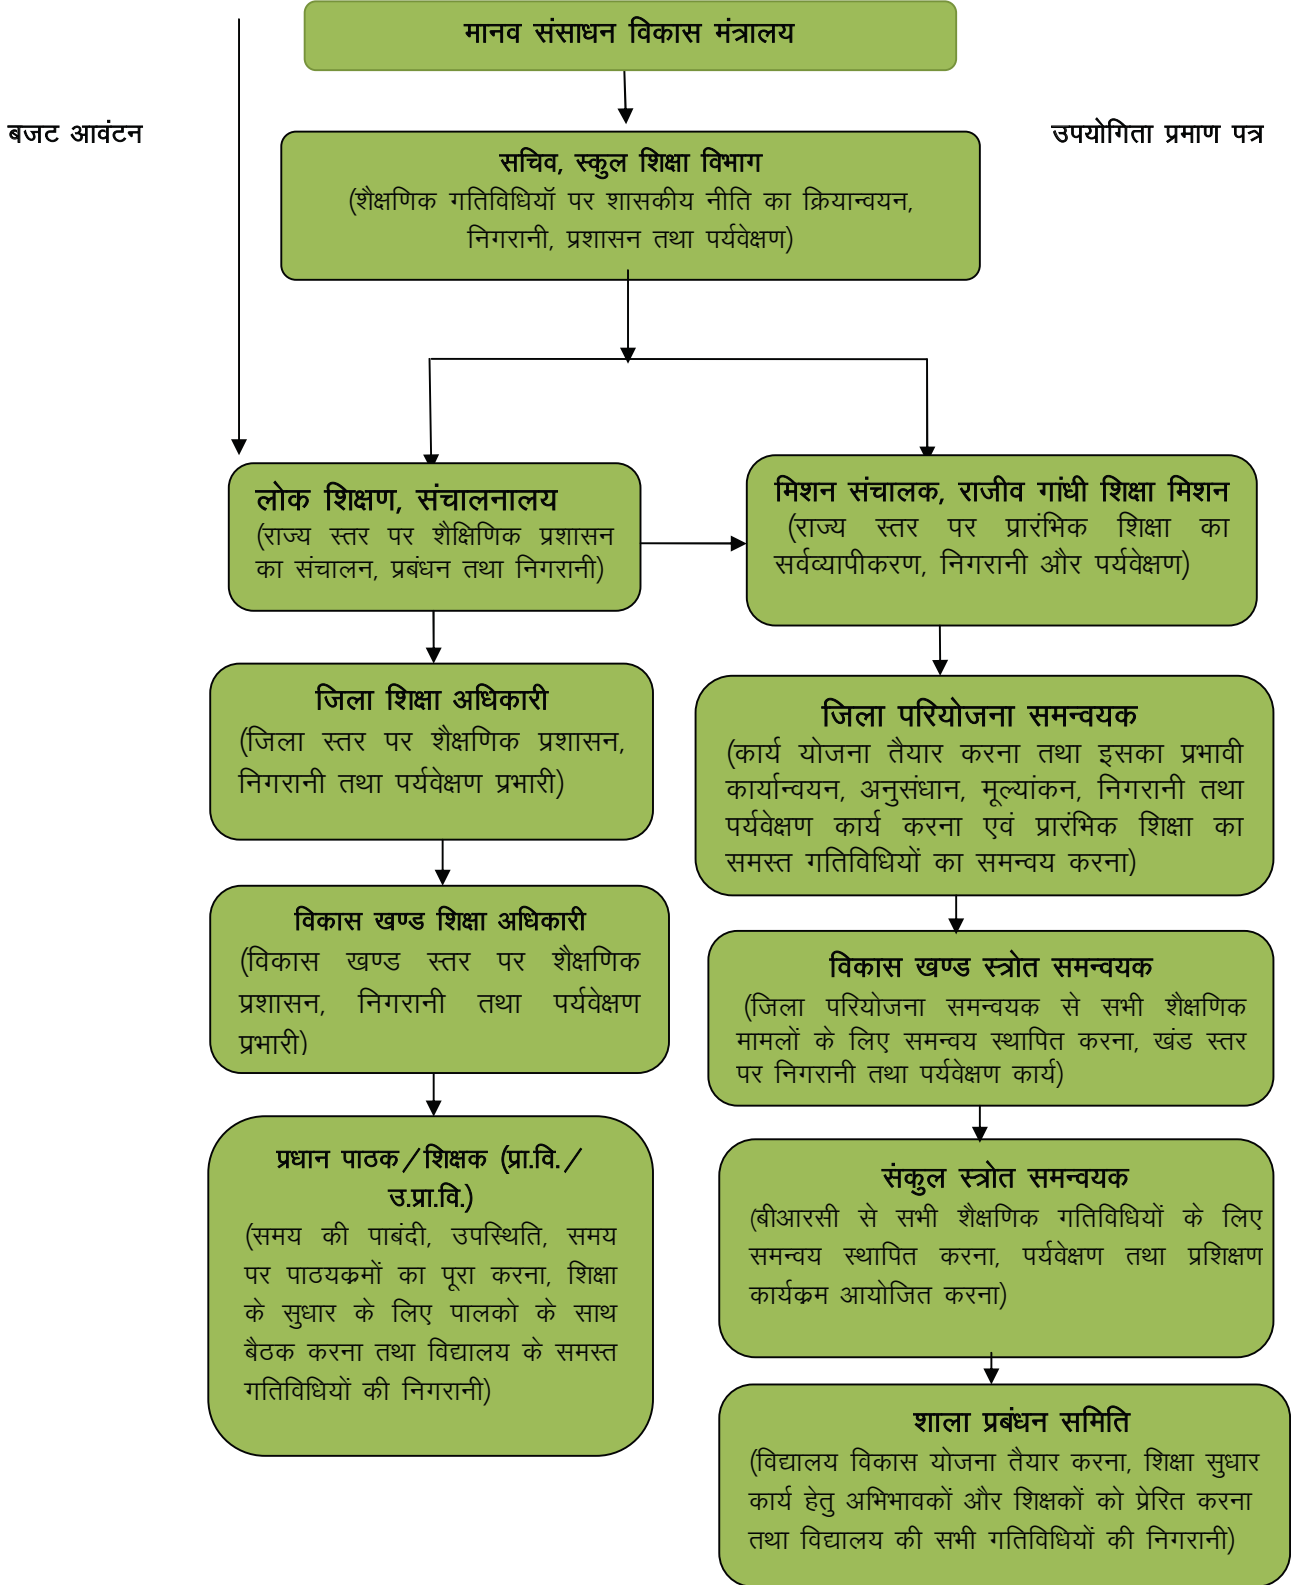 मानव संसाधन विकास मंत्रालय
बजट आवंटन
उपयोगिता प्रमाण पत्र
सचिव, स्कुल शिक्षा विभाग
(शैक्षणिक गतिविधियॉ पर शासकीय नीति का क्रियान्वयन,
निगरानी, प्रशासन तथा पर्यवेक्षण)
लोक शिक्षण, संचालनालय
(राज्य स्तर पर शैक्षिणिक प्रशासन
का संचालन, प्रबंधन तथा निगरानी)
मिशन संचालक, राजीव गांधी शिक्षा मिशन
(राज्य स्तर पर प्रारंभिक शिक्षा का
सर्वव्यापीकरण, निगरानी और पर्यवेक्षण)
जिला शिक्षा अधिकारी
(जिला स्तर पर शैक्षणिक प्रशासन,
निगरानी तथा पर्यवेक्षण प्रभारी)
जिला परियोजना समन्वयक
(कार्य योजना तैयार करना तथा इसका प्रभावी
कार्यान्वयन, अनुसंधान, मूल्यांकन, निगरानी तथा
पर्यवेक्षण कार्य करना एवं प्रारंभिक शिक्षा का
समस्त गतिविधियों का समन्वय करना)
विकास खण्ड शिक्षा अधिकारी
(विकास खण्ड स्तर पर शैक्षणिक
प्रशासन, निगरानी तथा पर्यवेक्षण
प्रभारी)
विकास खण्ड स्त्रोत समन्वयक
(जिला परियोजना समन्वयक से सभी शैक्षणिक
मामलों के लिए समन्वय स्थापित करना, खंड स्तर
पर निगरानी तथा पर्यवेक्षण कार्य)
प्रधान पाठक/शिक्षक (प्रा.वि./
उ.प्रा.वि.)
(समय की पाबंदी, उपस्थिति, समय
पर पाठयक्रमों का पूरा करना, शिक्षा
के सुधार के लिए पालको के साथ
बैठक करना तथा विद्यालय के समस्त
गतिविधियों की निगरानी)
संकुल स्त्रोत समन्वयक
(बीआरसी से सभी शैक्षणिक गतिविधियों के लिए
समन्वय स्थापित करना, पर्यवेक्षण तथा प्रशिक्षण
कार्यक्रम आयोजित करना)
शाला प्रबंधन समिति
(विद्यालय विकास योजना तैयार करना, शिक्षा सुधार
कार्य हेतु अभिभावकों और शिक्षकों को प्रेरित करना
तथा विद्यालय की सभी गतिविधियों की निगरानी)